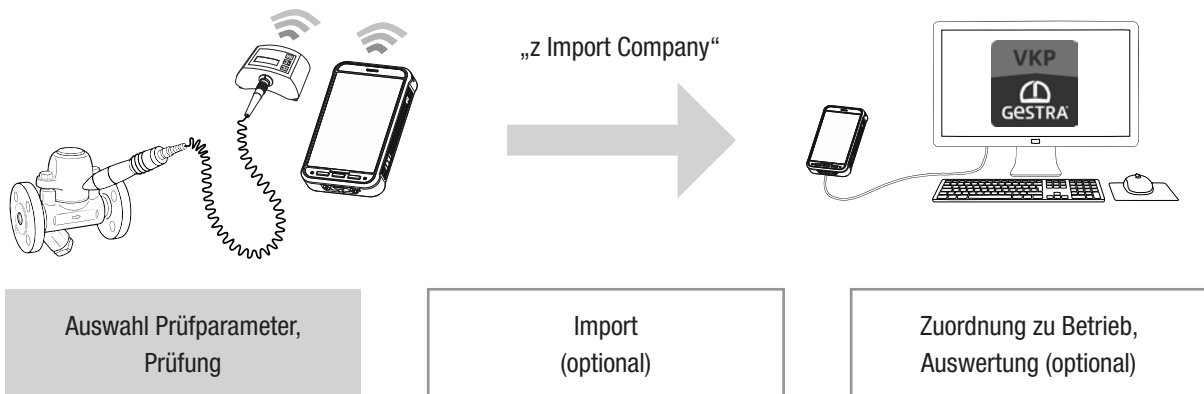 „z Import Company“
VKP
GESTRA
Auswahl Prüfparameter,
Prüfung
Import
(optional)
Zuordnung zu Betrieb,
Auswertung (optional)